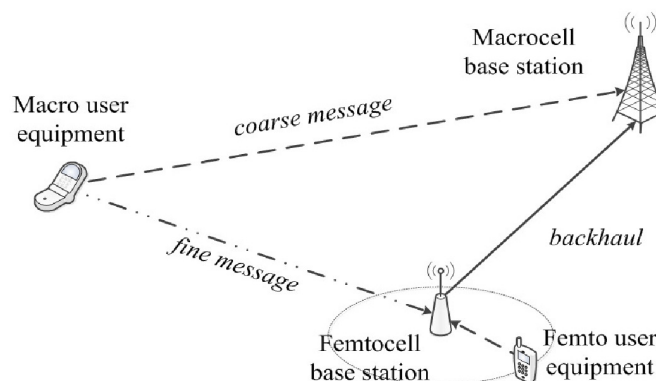 Macrocell
base station
Macro user
equipment
coarse message
fine message
backhaul
Femtocell
base station
Femto user
equipment